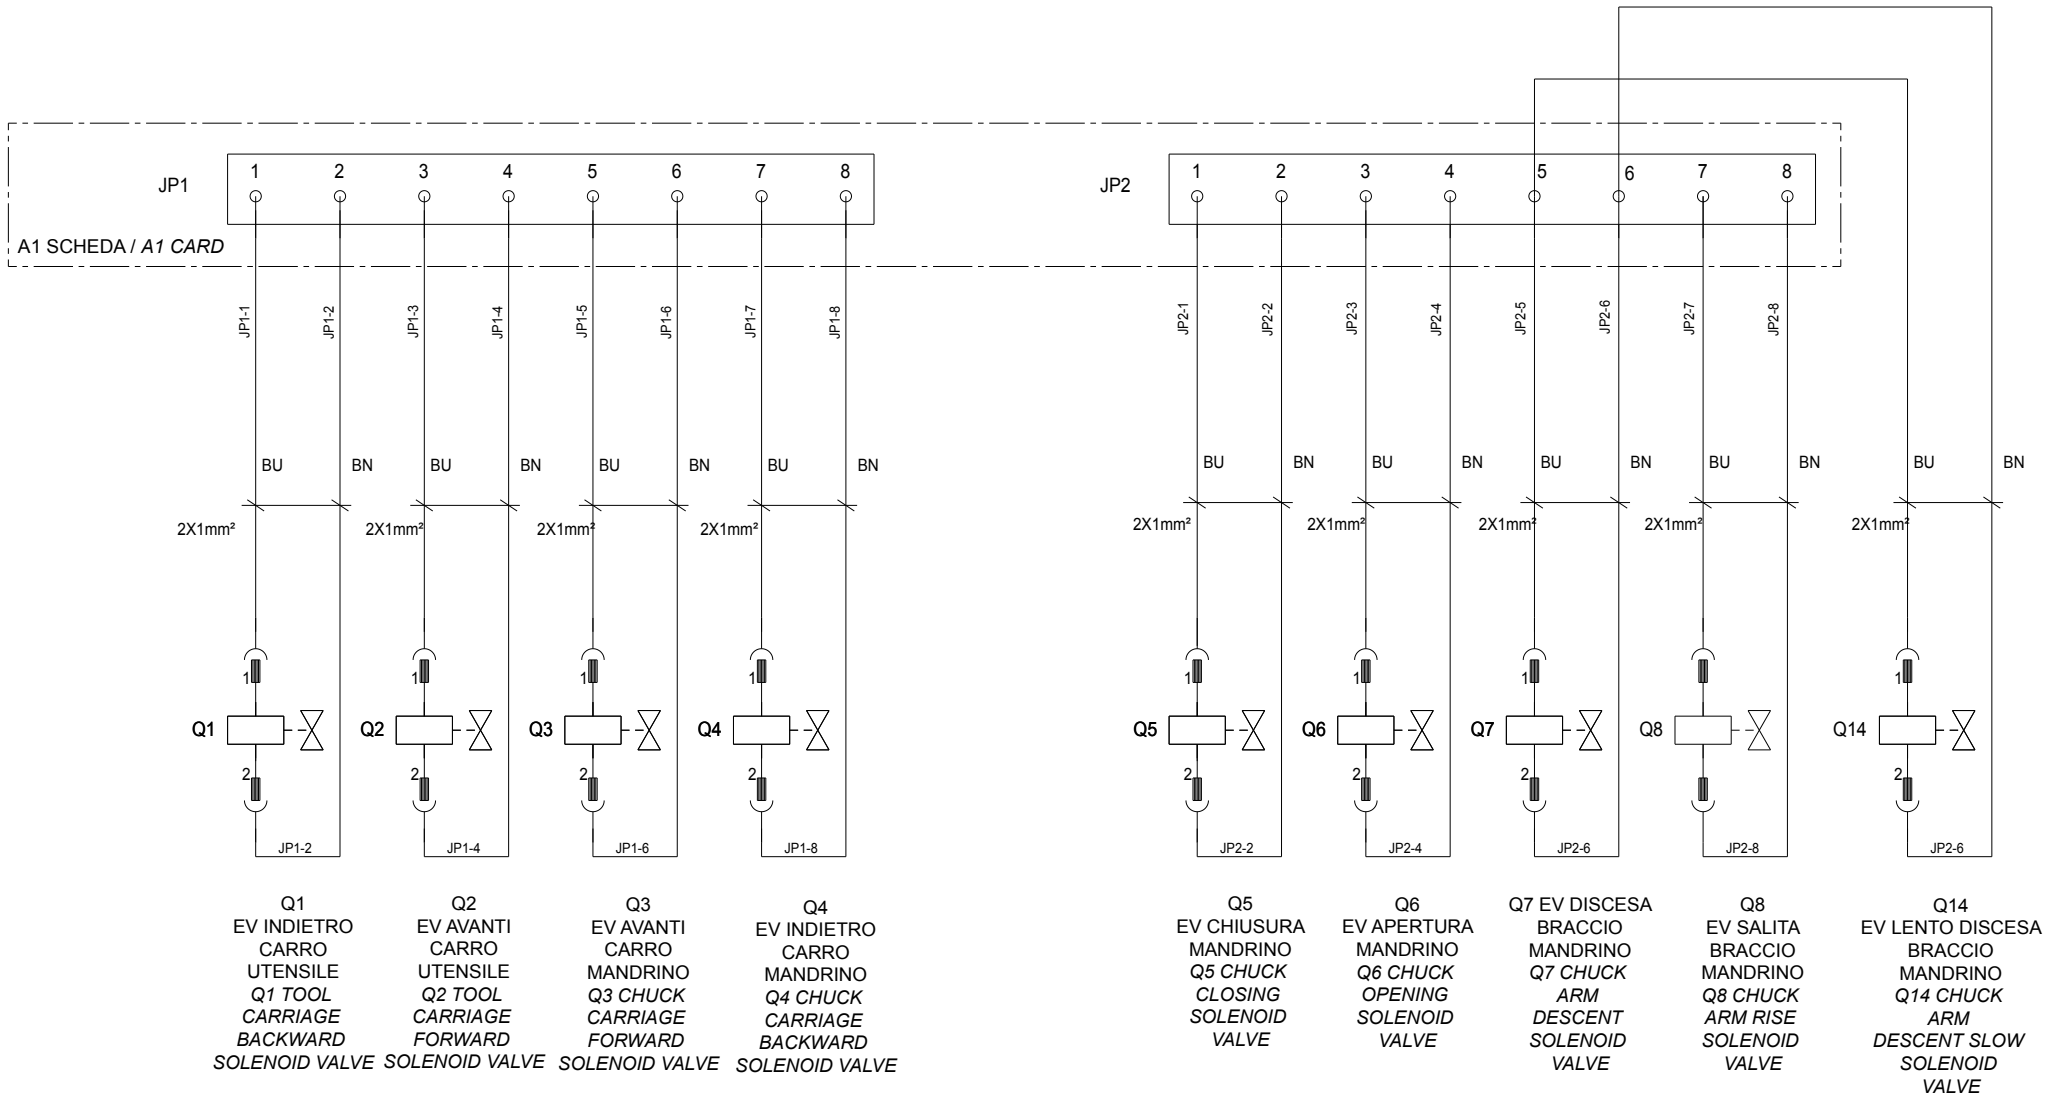 1 2 3 4 5 6 7 8
JP1
1 2 3 4 5 6 7 8
JP2
A1 SCHEDA / A1 CARD
JP1-1
JP1-2
JP1-3
JP1-4
JP1-5
JP1-6
JP1-7
JP1-8
JP2-1
JP2-2
JP2-3
JP2-4
JP2-5
JP2-6
JP2-7
JP2-8
BU BN BU BN BU BN BU BN
BU BN BU BN BU BN BU BN BU BN
2X1mm² 2X1mm² 2X1mm² 2X1mm²
2X1mm² 2X1mm² 2X1mm² 2X1mm² 2X1mm²
1 1 1 1 1 1 1 1 1
Q1 Q2 Q3 Q4 Q5 Q6 Q7 Q8 Q14
2 2 2 2 2 2 2 2 2
JP1-2 JP1-4 JP1-6 JP1-8 JP2-2 JP2-4 JP2-6 JP2-8 JP2-6
Q1
EV INDIETRO
CARRO
UTENSILE
Q1 TOOL
CARRIAGE
BACKWARD
SOLENOID VALVE
Q2
EV AVANTI
CARRO
UTENSILE
Q2 TOOL
CARRIAGE
FORWARD
SOLENOID VALVE
Q3
EV AVANTI
CARRO
MANDRINO
Q3 CHUCK
CARRIAGE
FORWARD
SOLENOID VALVE
Q4
EV INDIETRO
CARRO
MANDRINO
Q4 CHUCK
CARRIAGE
BACKWARD
SOLENOID VALVE
Q5
EV CHIUSURA
MANDRINO
Q5 CHUCK
CLOSING
SOLENOID
VALVE
Q6
EV APERTURA
MANDRINO
Q6 CHUCK
OPENING
SOLENOID
VALVE
Q7 EV DISCESA
BRACCIO
MANDRINO
Q7 CHUCK
ARM
DESCENT
SOLENOID
VALVE
Q8
EV SALITA
BRACCIO
MANDRINO
Q8 CHUCK
ARM RISE
SOLENOID
VALVE
Q14
EV LENTO DISCESA
BRACCIO
MANDRINO
Q14 CHUCK
ARM
DESCENT SLOW
SOLENOID
VALVE